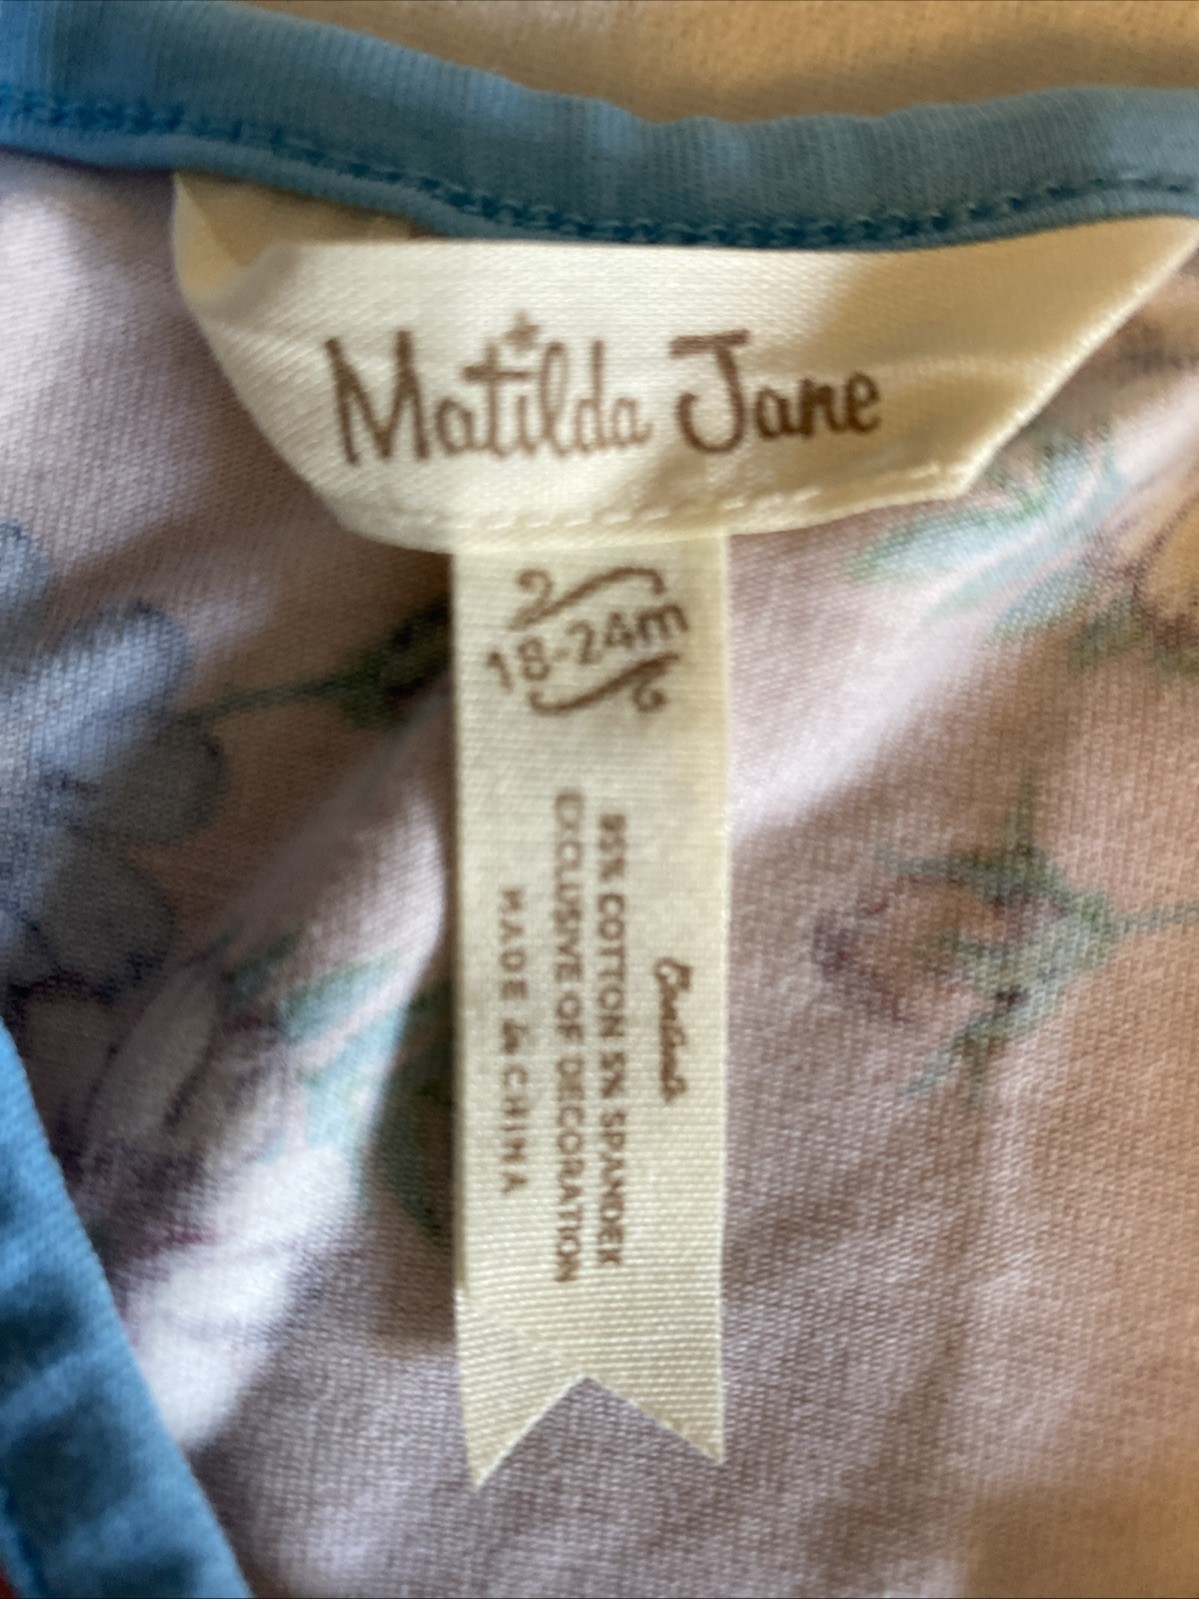 Matilda Jane
18-24m
Contents
95% COTTON 5% SPANDEX
EXCLUSIVE OF DECORATION
MADE in CHINA